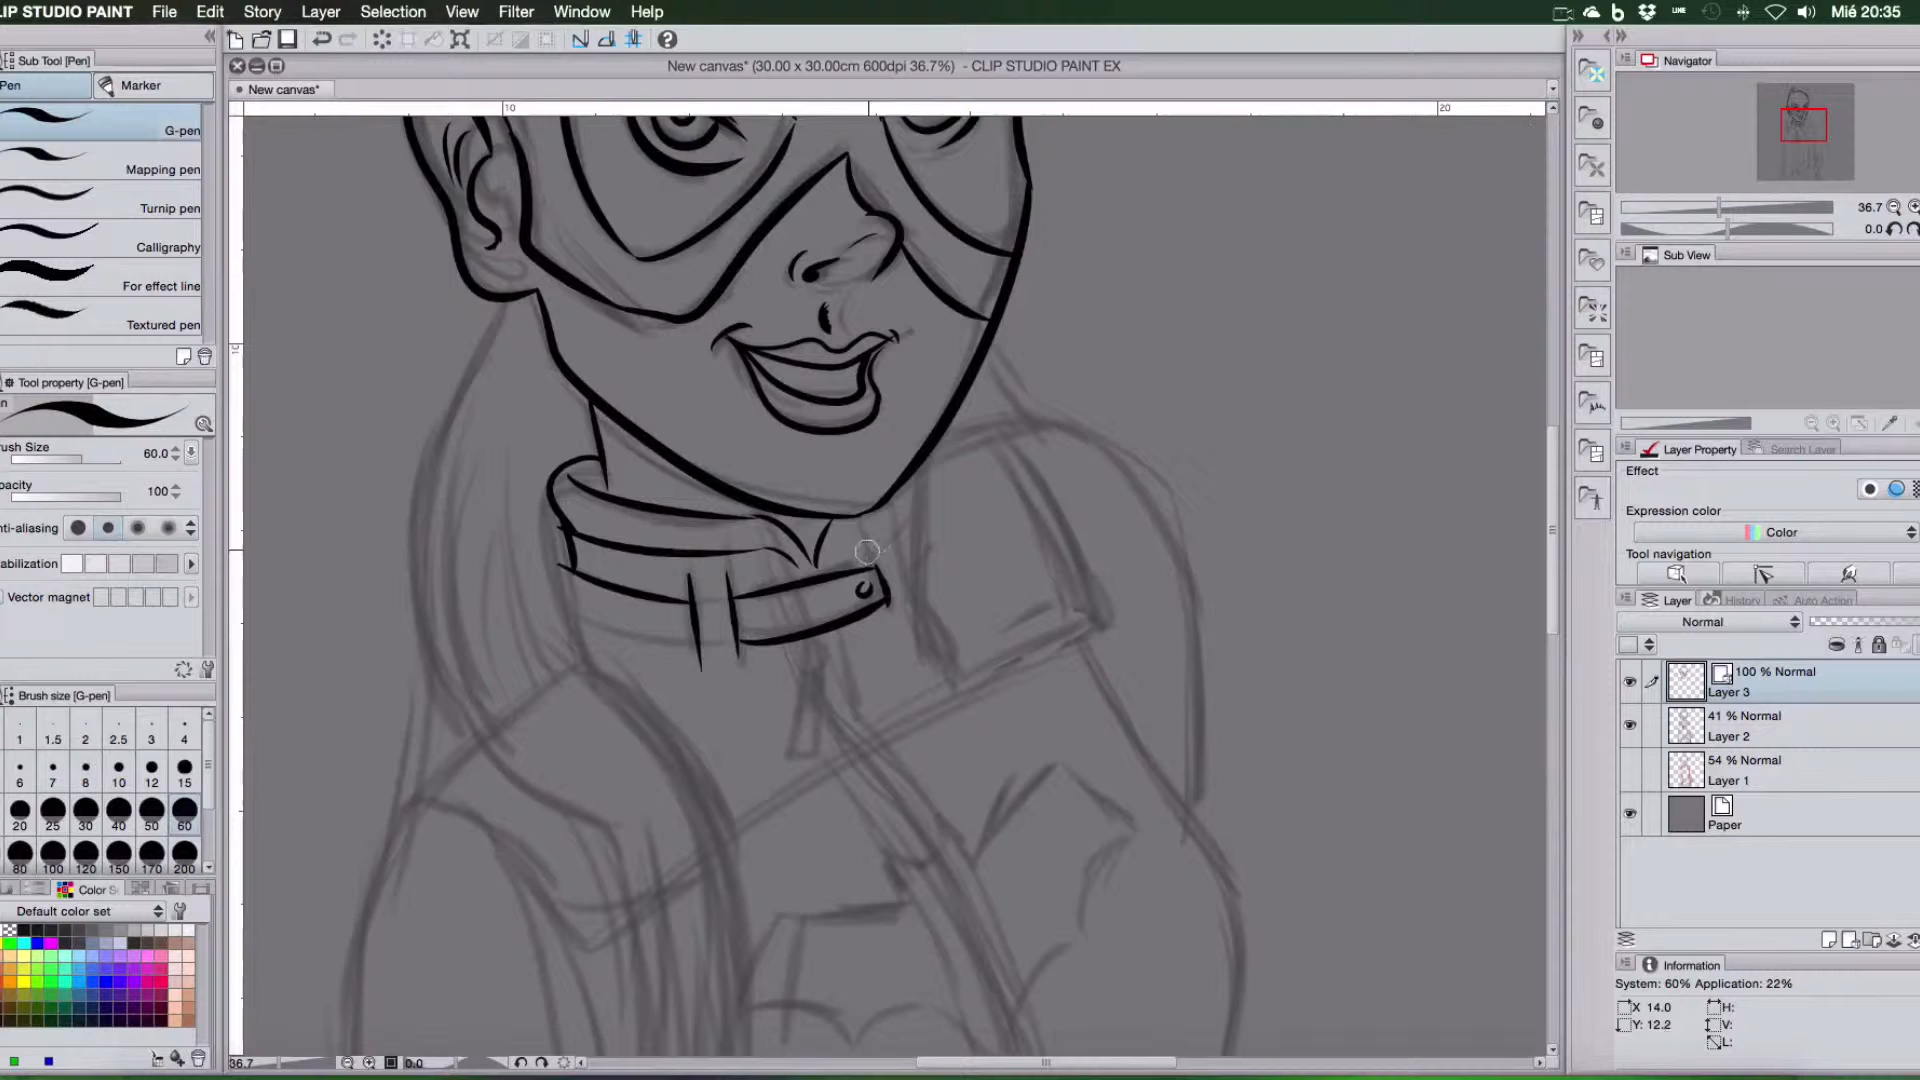 CLIP STUDIO PAINT File Edit Story Layer Selection View Filter Window Help LINE Mié 20:35
Sub Tool [Pen]
New canvas* (30.00 x 30.00cm 600dpi 36.7%) - CLIP STUDIO PAINT EX
Navigator
Pen Marker
New canvas*
10 20
G-pen
Mapping pen
Turnip pen
36.7
0.0
Calligraphy
Sub View
For effect line
Textured pen
10
Tool property [G-pen]
rush Size 60.0
Layer Property Search Layer
Effect
pacity 100
Expression color
nti-aliasing
Color
Tool navigation
abilization
Vector magnet
Layer History Auto Action
Normal
100 % Normal
Layer 3
Brush size [G-pen]
41 % Normal
Layer 2
1 1.5 2 2.5 3 4
54 % Normal
Layer 1
6 7 8 10 12 15
Paper
20 25 30 40 50 60
80 100 120 150 170 200
Color S
Default color set
Information
System: 60% Application: 22%
X 14.0 H:
Y: 12.2 V:
L:
36.7 0.0